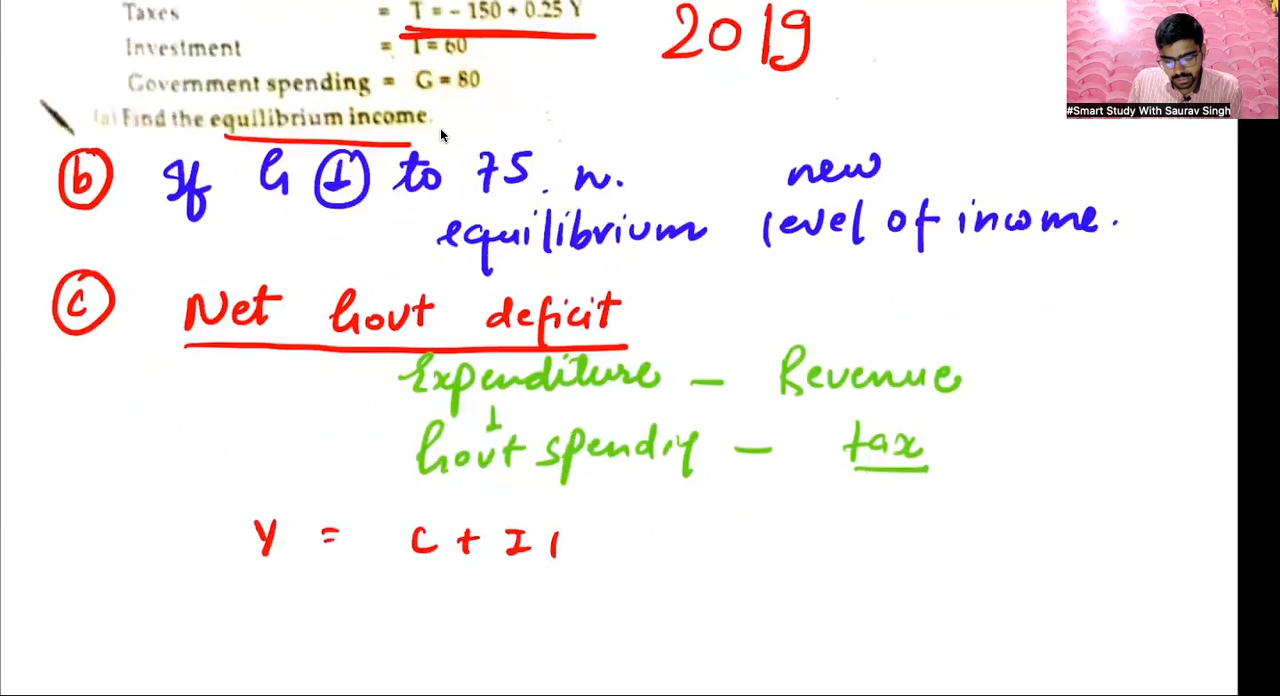 Taxes = T = - 150 + 0.25 Y
2019
Investment = I = 60
Government spending = G = 80
#Smart Study With Saurav Singh
(a) Find the equilibrium income.
(b) If G ↓ to 75. n. new
equilibrium level of income.
(c) Net Govt deficit
Expenditure - Revenue
↓
Govt spending - tax
Y = C + I